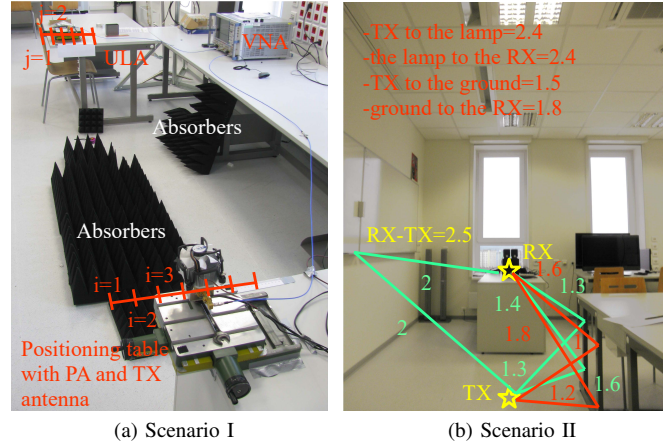 j=2
j=1
ULA
VNA
Absorbers
Absorbers
i=1
i=3
i=2
Positioning table
with PA and TX
antenna
(a) Scenario I
-TX to the lamp=2.4
-the lamp to the RX=2.4
-TX to the ground=1.5
-ground to the RX=1.8
RX-TX=2.5
RX
1.6
2
1.4
1.3
2
1.8
1
1.3
1.6
TX
1.2
(b) Scenario II